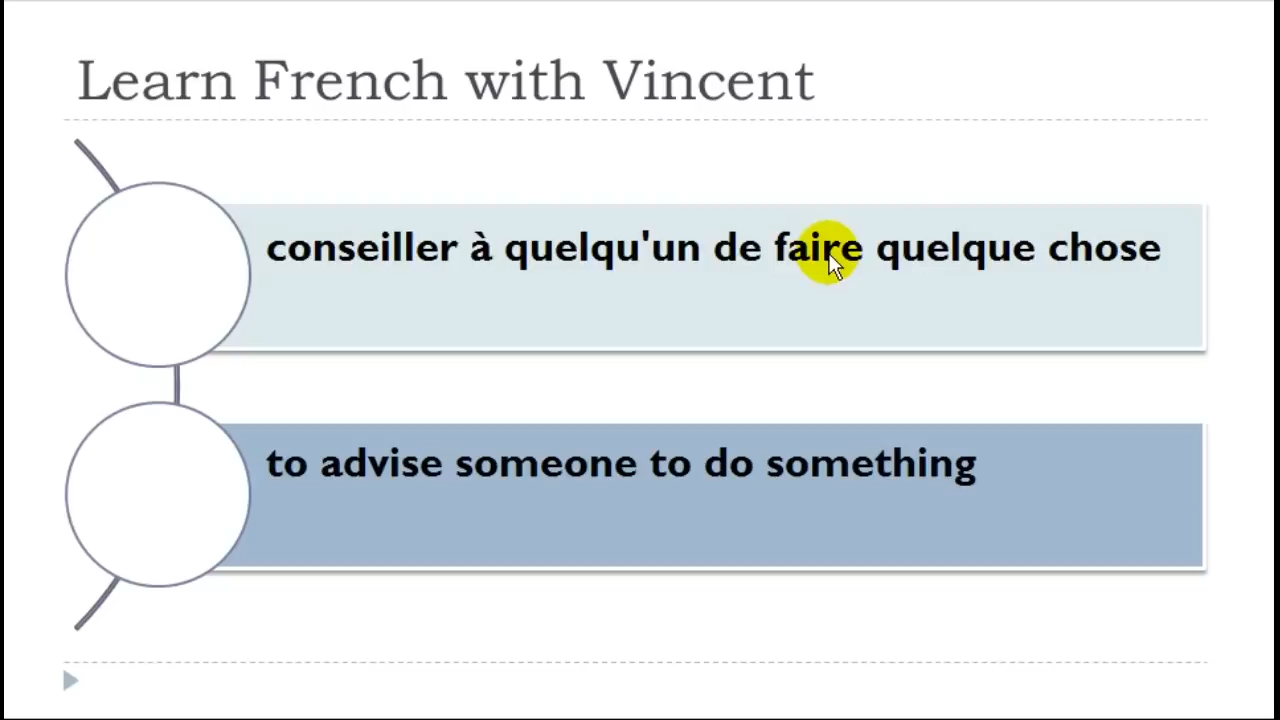 Learn French with Vincent
conseiller à quelqu'un de faire quelque chose
to advise someone to do something